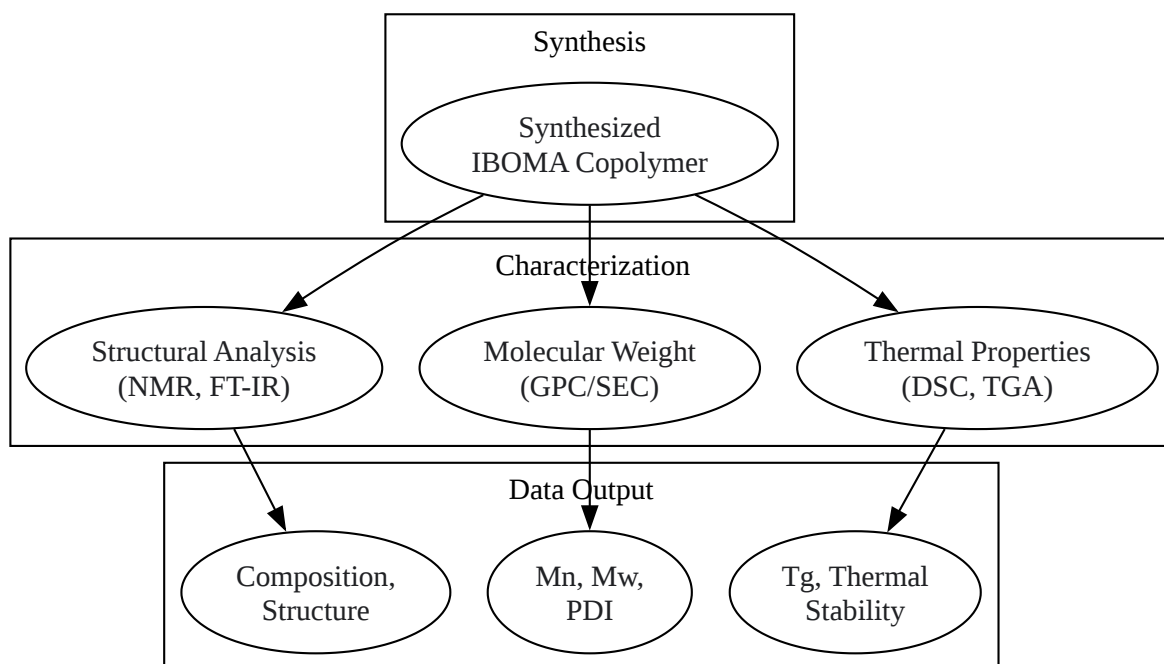 Synthesis
Synthesized
IBOMA Copolymer
Characterization
Structural Analysis
(NMR, FT-IR)
Molecular Weight
(GPC/SEC)
Thermal Properties
(DSC, TGA)
Data Output
Composition,
Structure
Mn, Mw,
PDI
Tg, Thermal
Stability